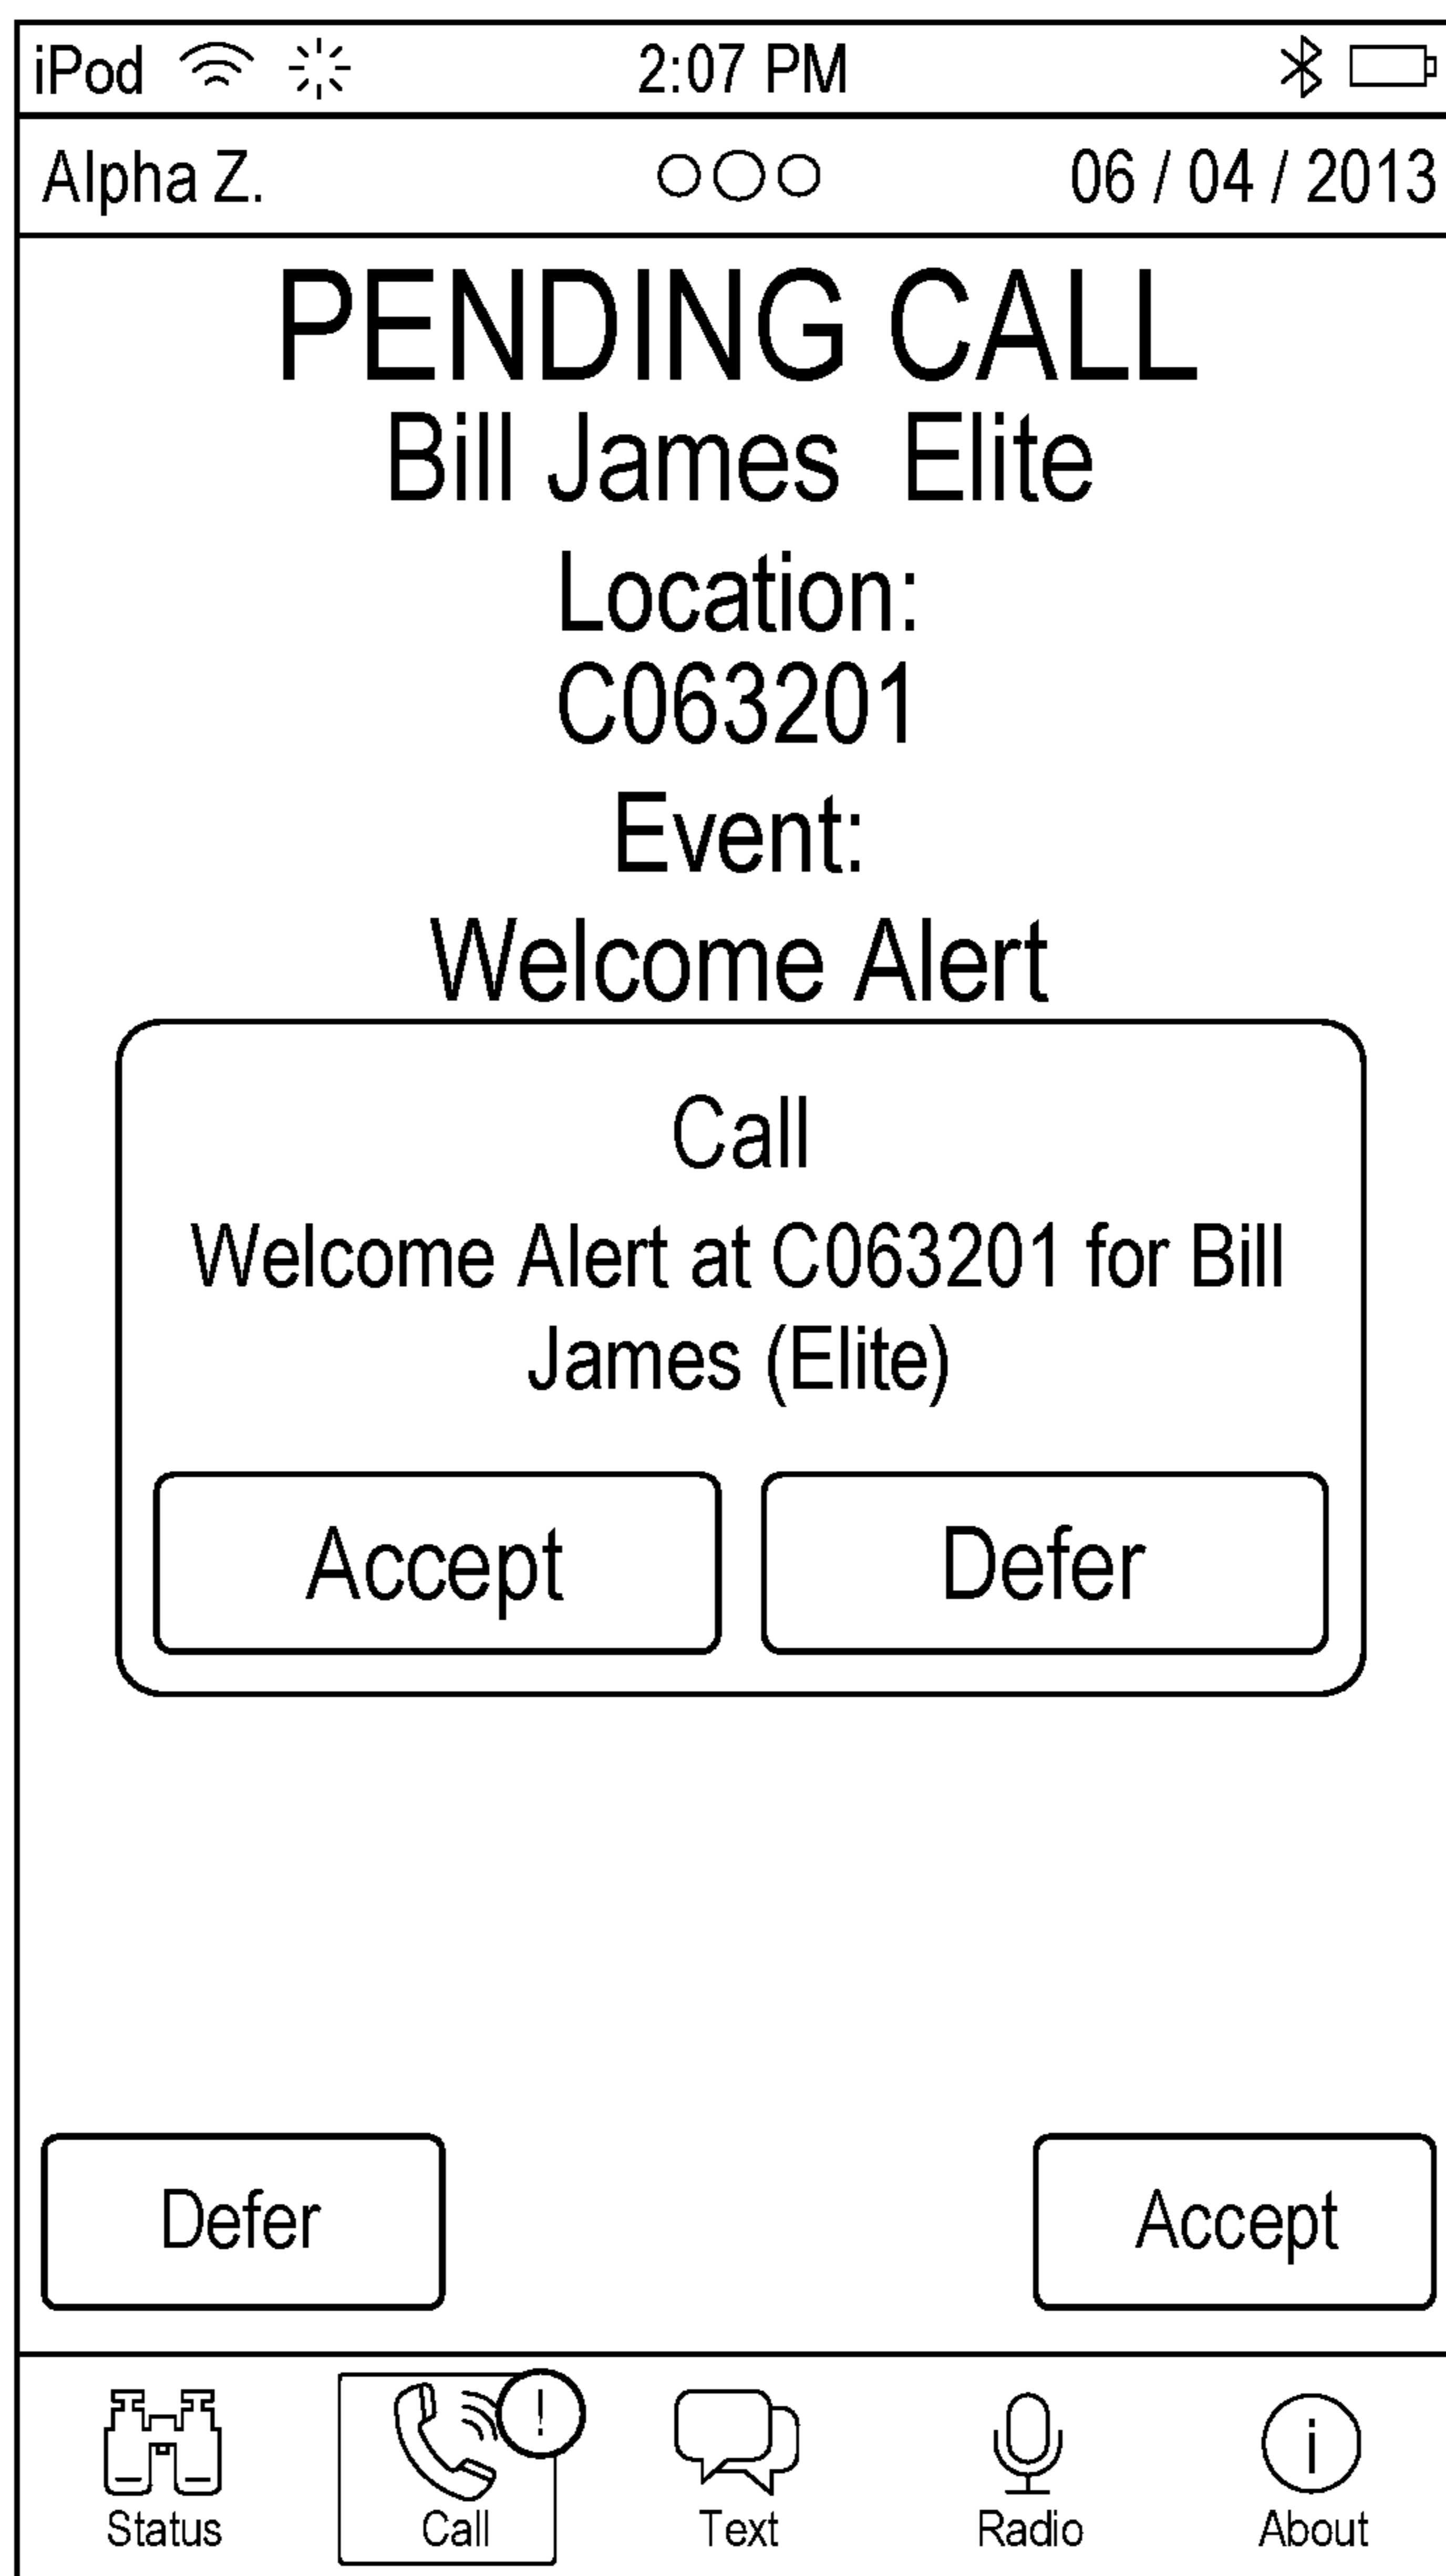 iPod 2:07 PM
Alpha Z. 06 / 04 / 2013
PENDING CALL
Bill James Elite
Location:
C063201
Event:
Welcome Alert
Call
Welcome Alert at C063201 for Bill
James (Elite)
Accept Defer
Defer Accept
!
i
Status Call Text Radio About